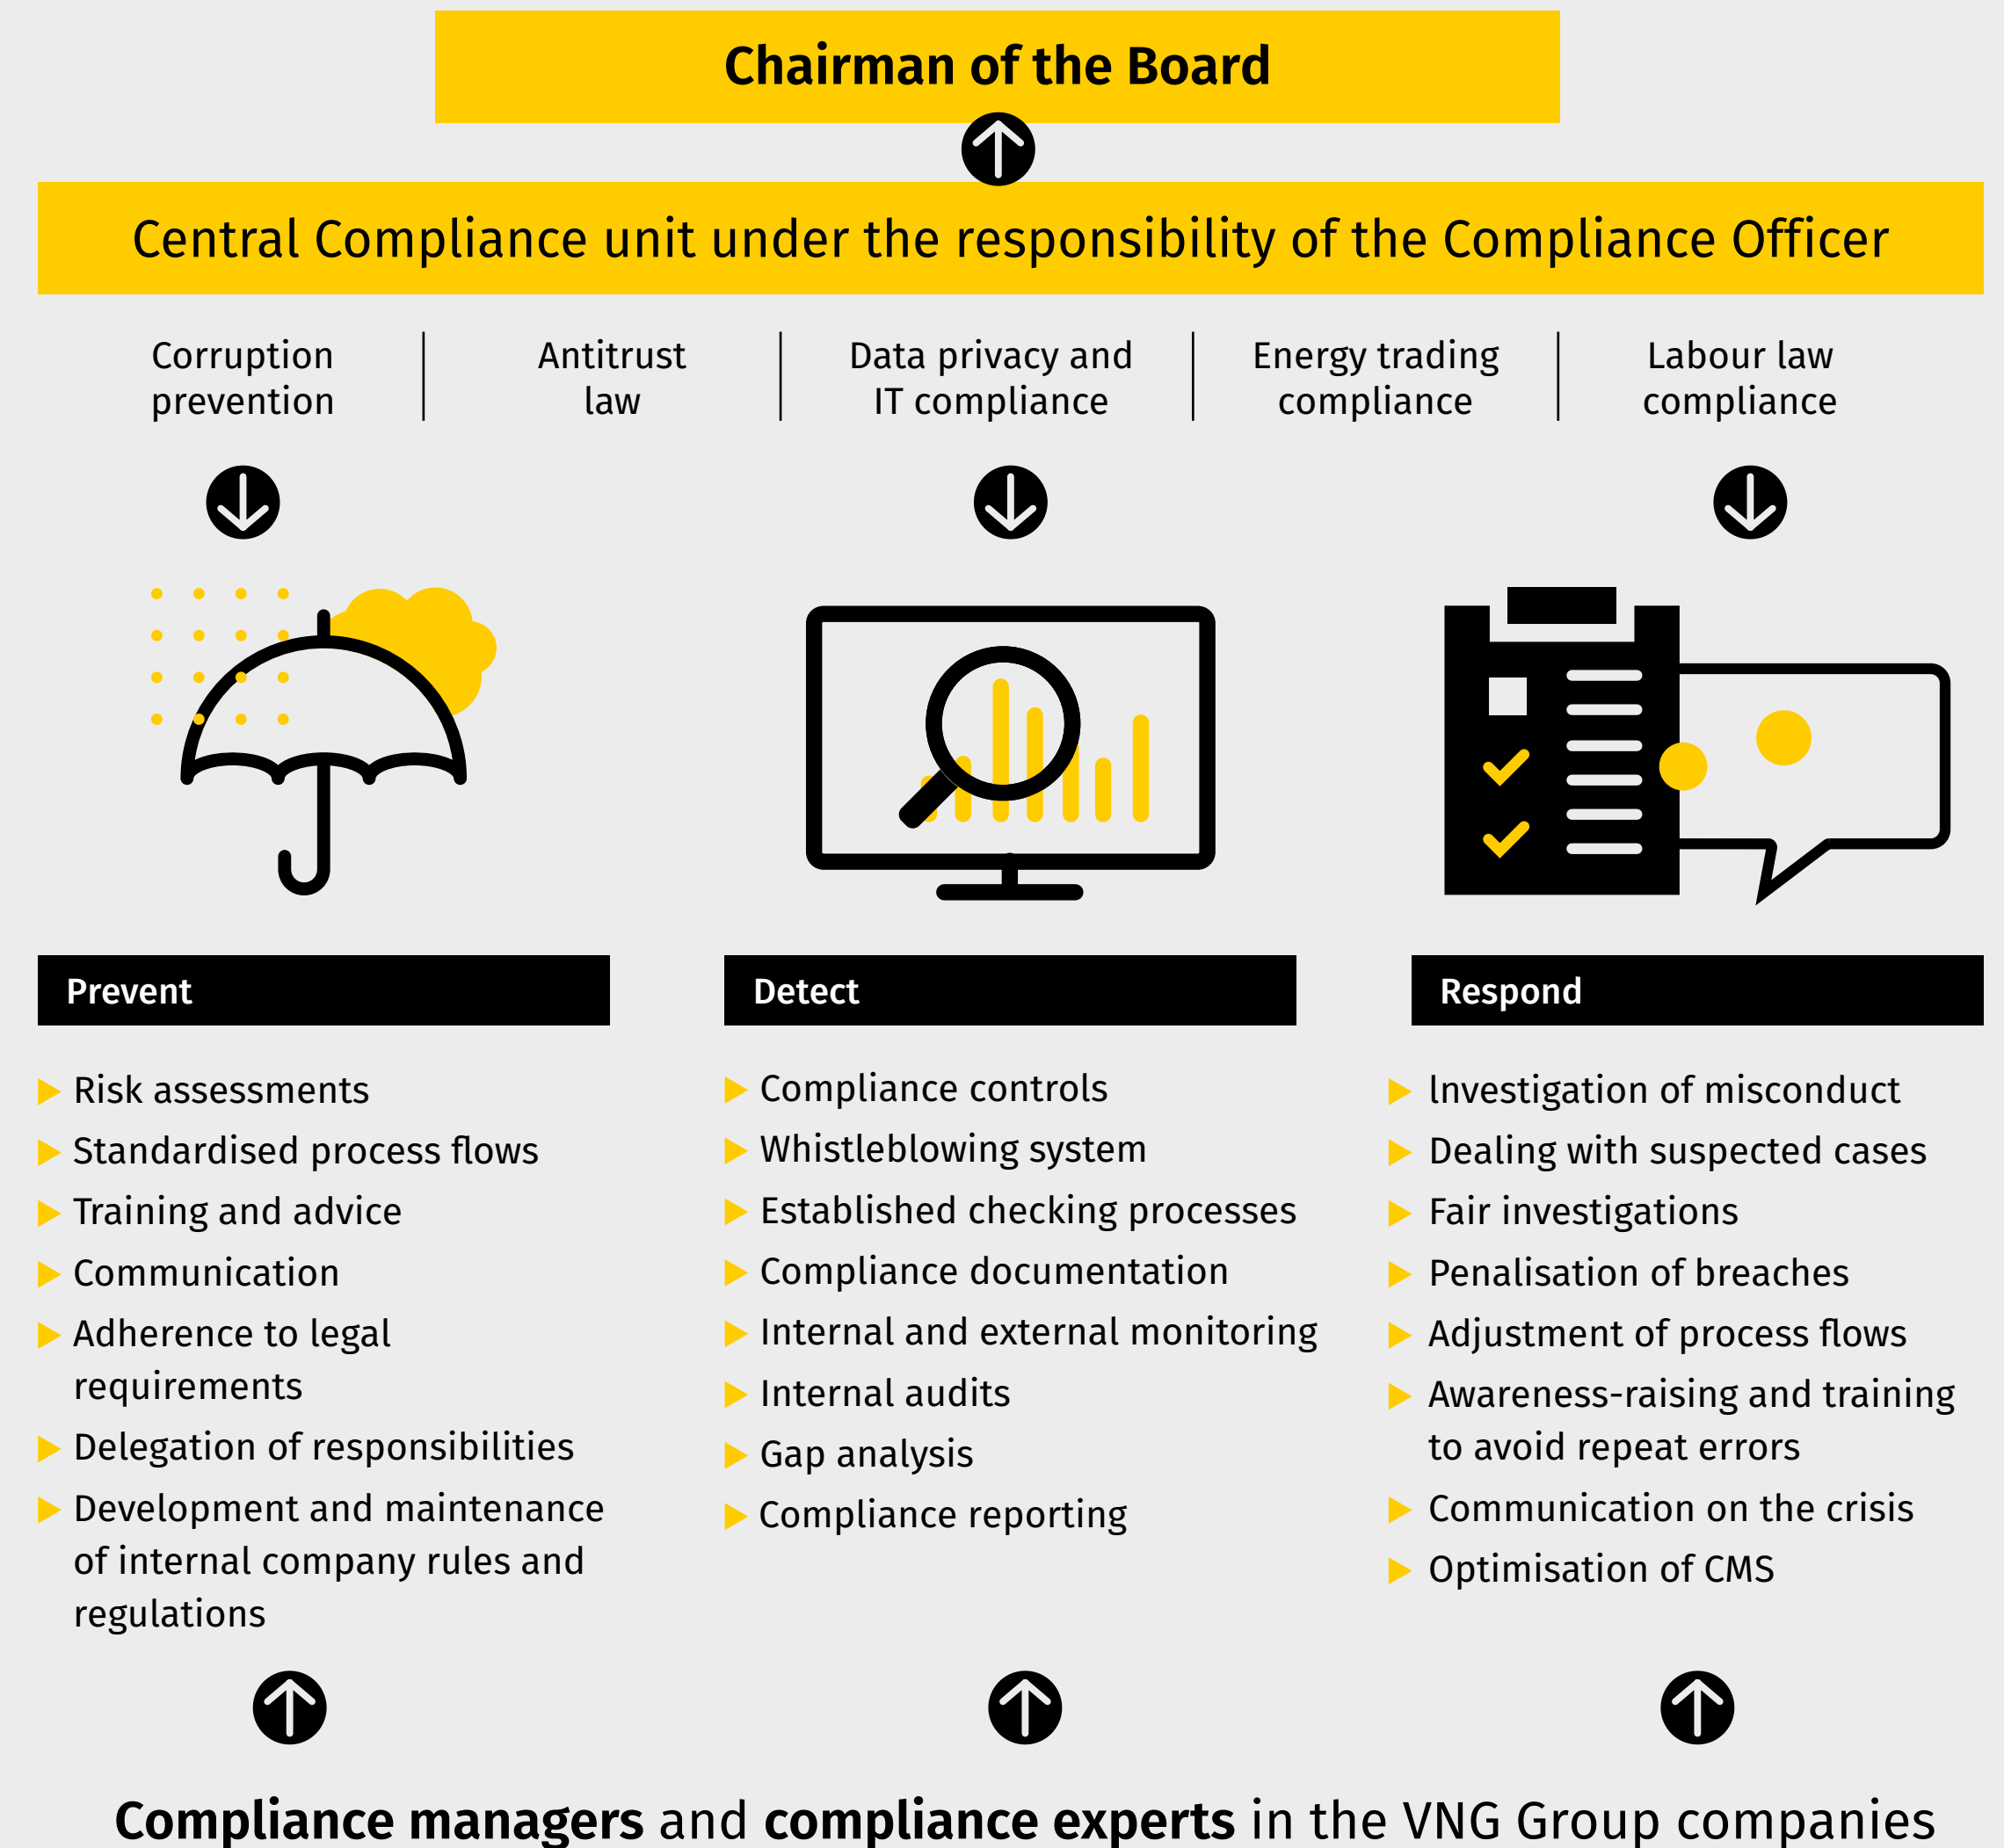 Chairman of the Board
Central Compliance unit under the responsibility of the Compliance Officer
Corruption
prevention
Antitrust
law
Data privacy and
IT compliance
Energy trading
compliance
Labour law
compliance
Prevent
Risk assessments
Standardised process flows
Training and advice
Communication
Adherence to legal
requirements
Delegation of responsibilities
Development and maintenance
of internal company rules and
regulations
Detect
Compliance controls
Whistleblowing system
Established checking processes
Compliance documentation
Internal and external monitoring
Internal audits
Gap analysis
Compliance reporting
Respond
Investigation of misconduct
Dealing with suspected cases
Fair investigations
Penalisation of breaches
Adjustment of process flows
Awareness-raising and training
to avoid repeat errors
Communication on the crisis
Optimisation of CMS
Compliance managers and compliance experts in the VNG Group companies